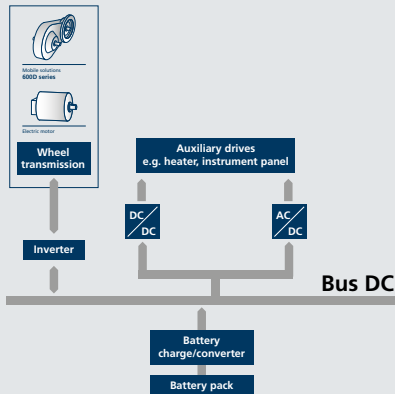 Mobile solutions
600D series
Electric motor
Wheel
transmission
Auxiliary drives
e.g. heater, instrument panel
DC
DC
AC
DC
Inverter
Bus DC
Battery
charge/converter
Battery pack